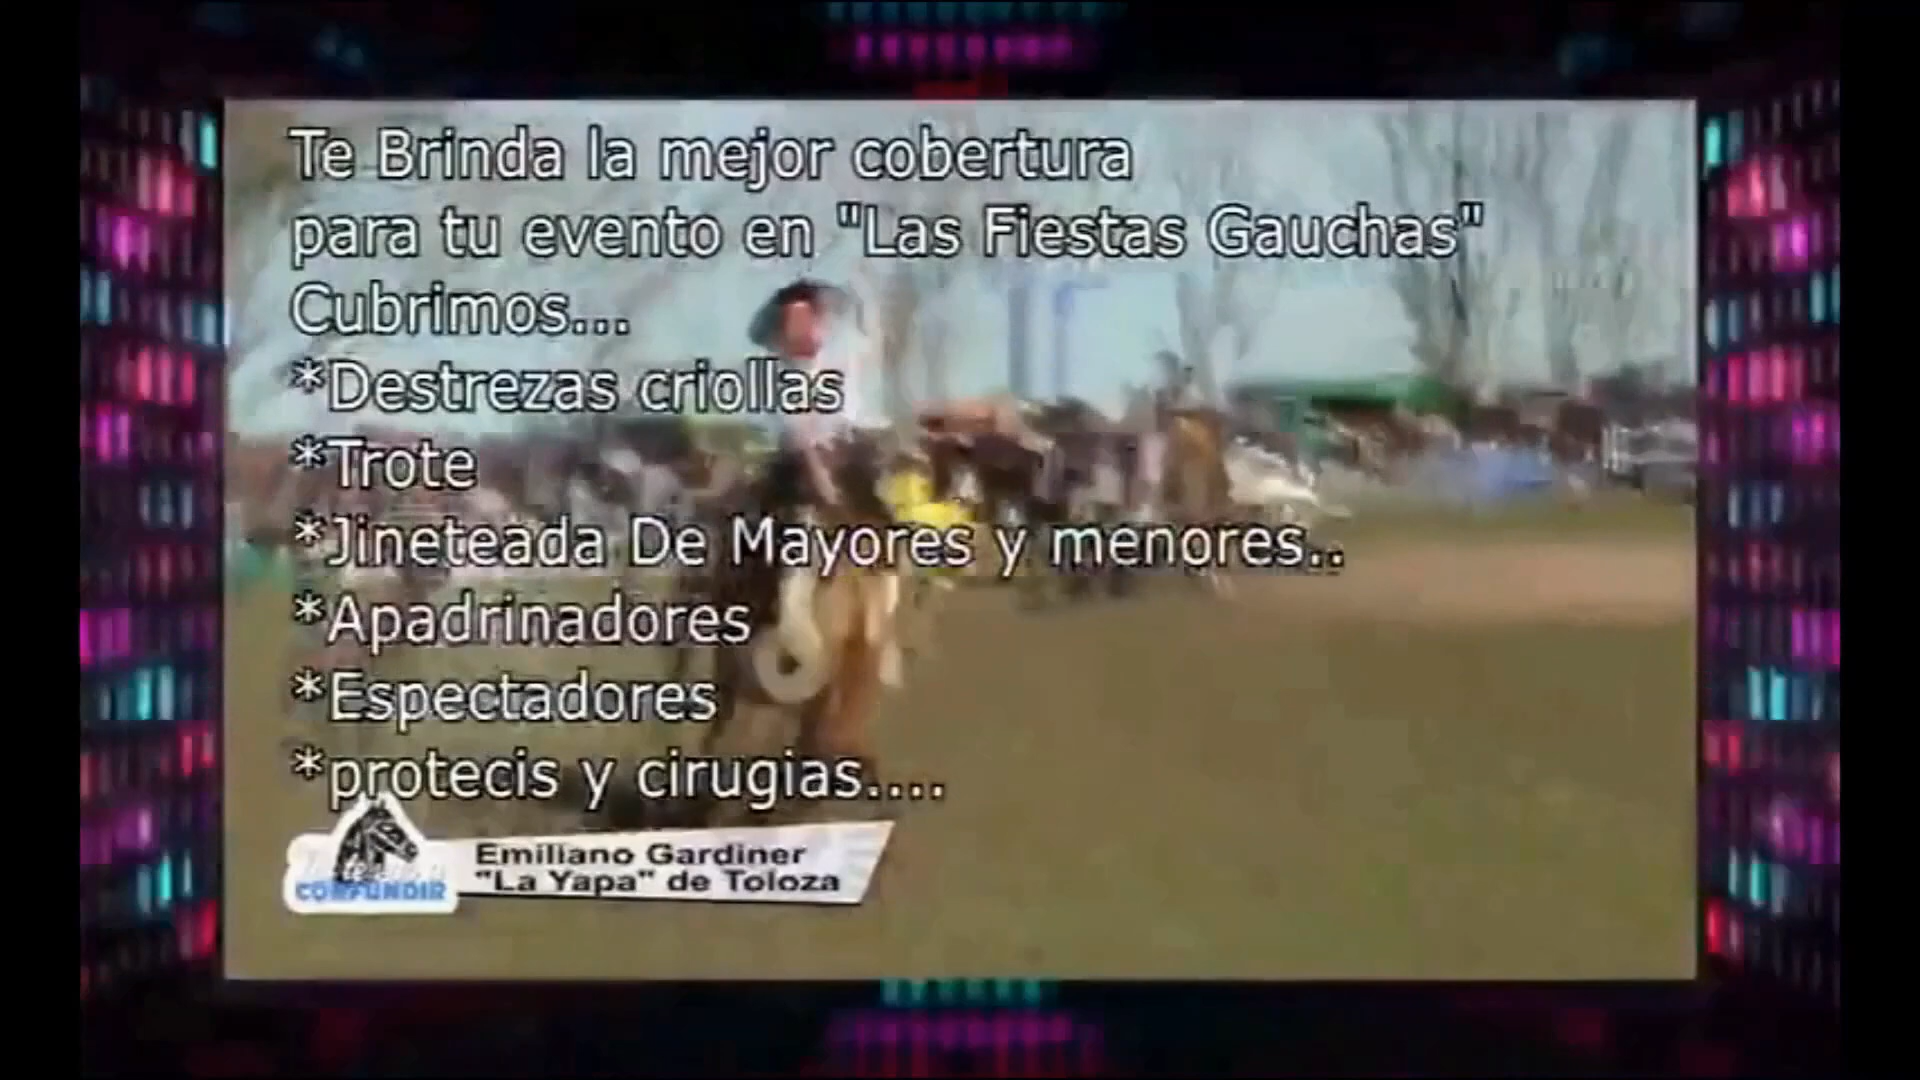 Te Brinda la mejor cobertura
para tu evento en "Las Fiestas Gauchas"
Cubrimos...
*Destrezas criollas
*Trote
*Jineteada De Mayores y menores..
*Apadrinadores
*Espectadores
*protecis y cirugias....
CONFUNDIR
Emiliano Gardiner
"La Yapa" de Toloza